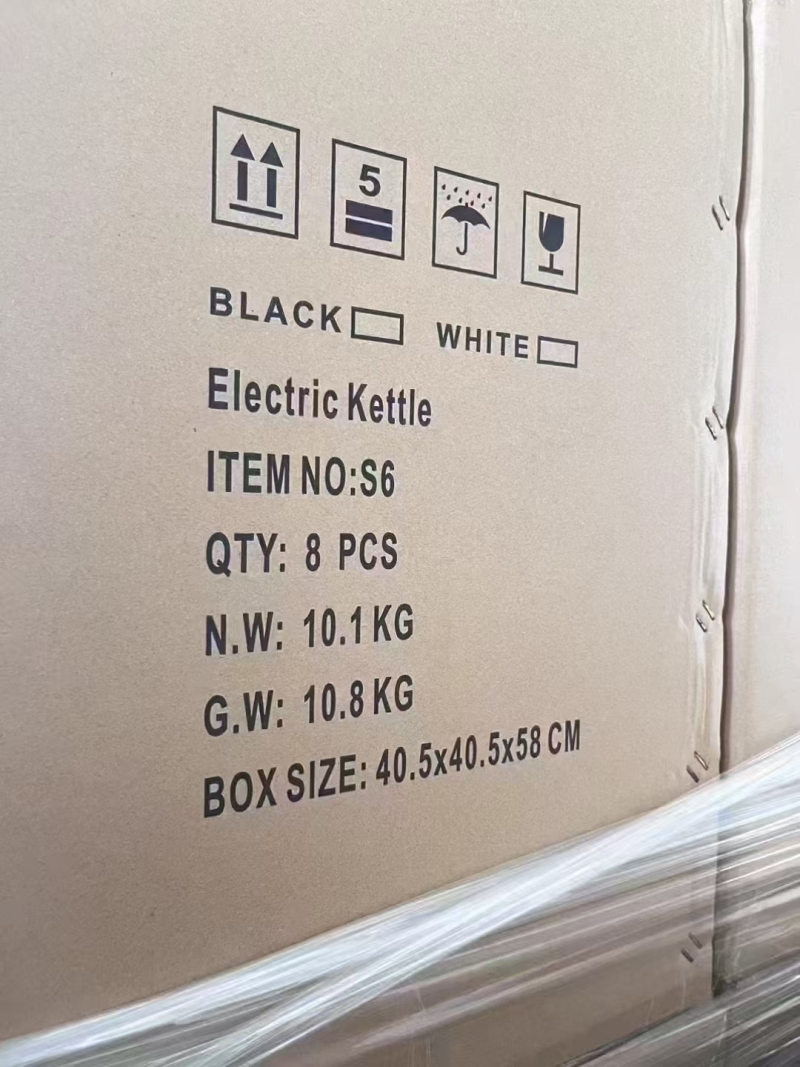 5
BLACK WHITE
Electric Kettle
ITEM NO:S6
QTY: 8 PCS
N.W: 10.1 KG
G.W: 10.8 KG
BOX SIZE: 40.5x40.5x58 CM